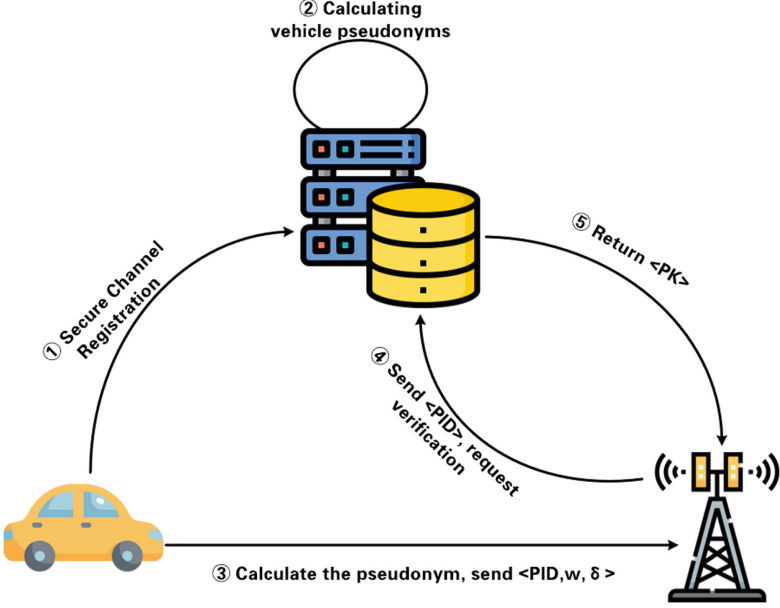 ② Calculating
vehicle pseudonyms
① Secure Channel
Registration
⑤ Return <PK>
④ Send <PID>, request
verification
③ Calculate the pseudonym, send <PID,w, δ >